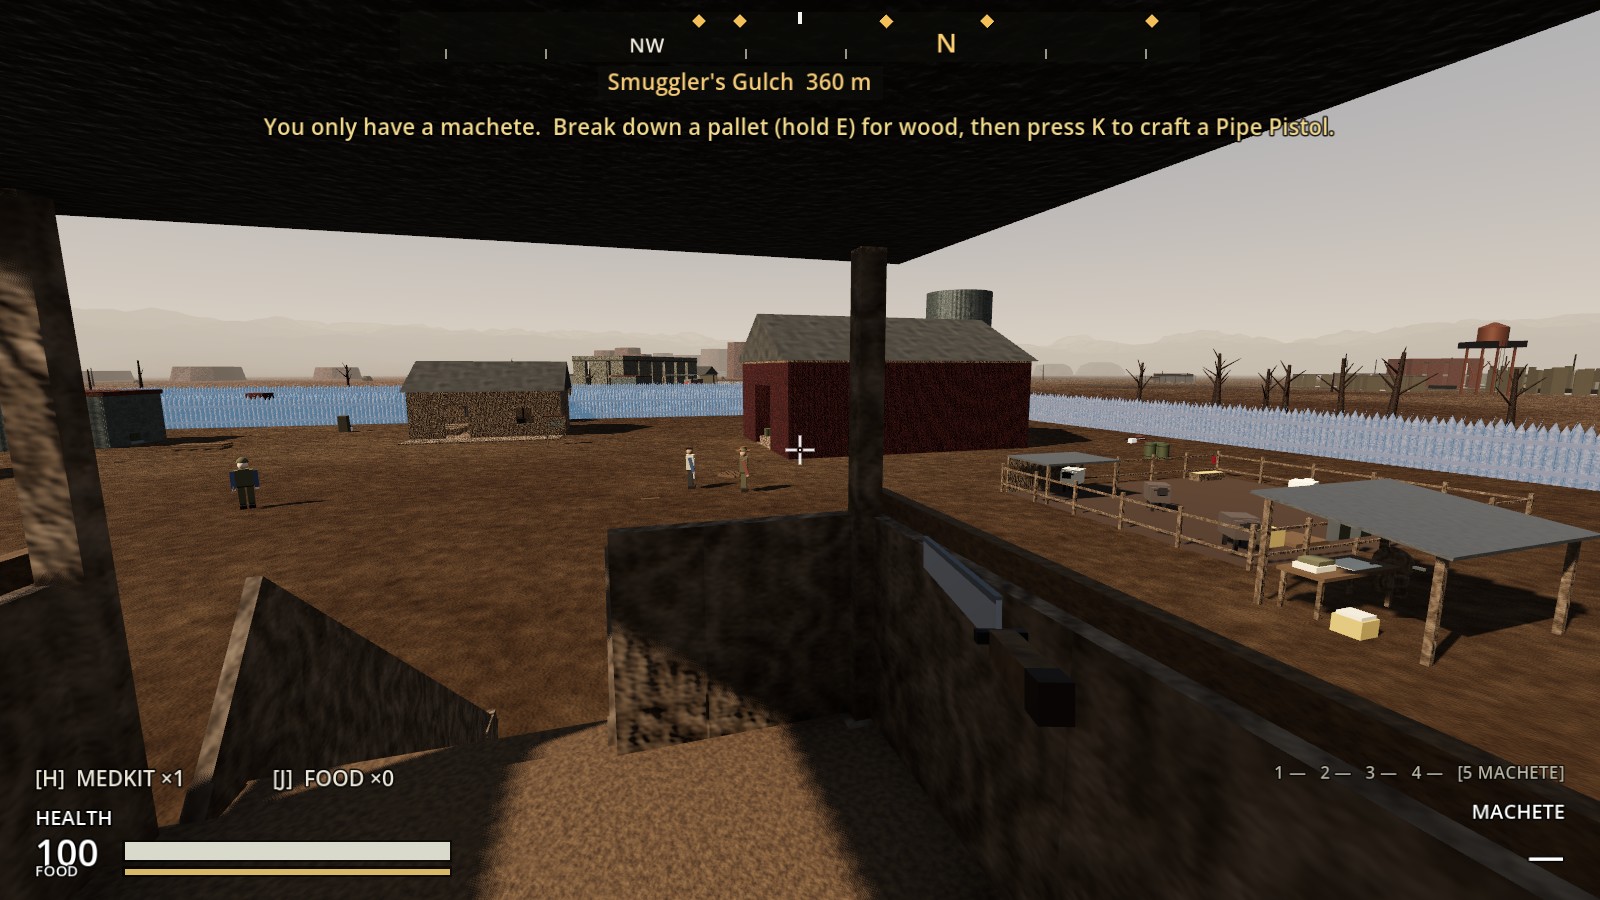 NW
N
Smuggler's Gulch 360 m
You only have a machete. Break down a pallet (hold E) for wood, then press K to craft a Pipe Pistol.
[H] MEDKIT ×1
[J] FOOD ×0
1 — 2 — 3 — 4 — [5 MACHETE]
HEALTH
MACHETE
100
FOOD